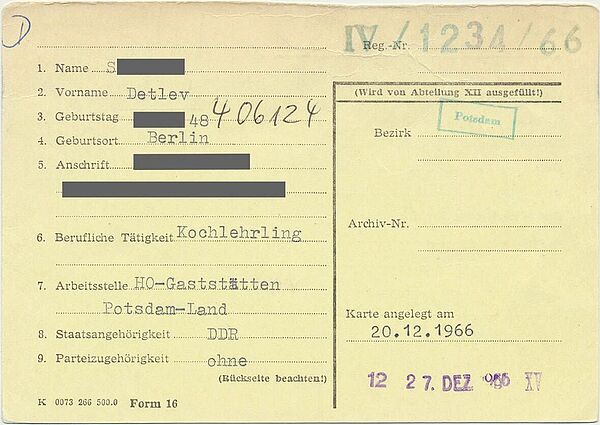 IV/1234/66
Reg.-Nr.
1. Name S
2. Vorname Detlev
3. Geburtstag 48 406124
4. Geburtsort Berlin
5. Anschrift
6. Berufliche Tätigkeit Kochlehrling
7. Arbeitsstelle HO-Gaststätten
Potsdam-Land
8. Staatsangehörigkeit DDR
9. Parteizugehörigkeit ohne
(Rückseite beachten!)
K 0073 266 500.0 Form 16
(Wird von Abteilung XII ausgefüllt!)
Bezirk Potsdam
Archiv-Nr.
Karte angelegt am
20.12.1966
12 27. DEZ. XV